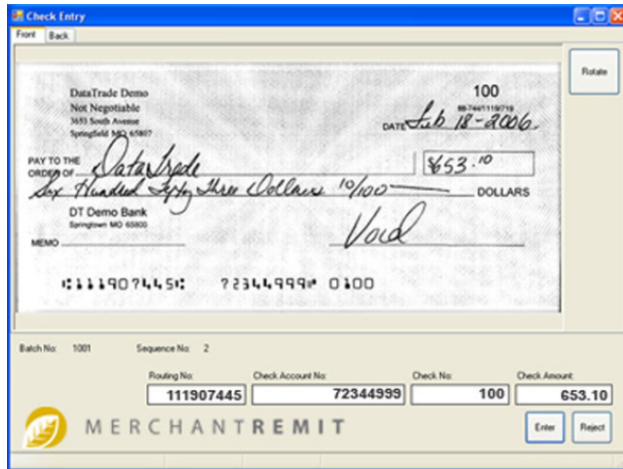 Check Entry
Front Back
Rotate
DataTrade Demo
Not Negotiable
3653 South Avenue
Springfield MO 65807
100
DATE Feb 18-2006
PAY TO THE
ORDER OF DataTrade $653.10
Six Hundred Fifty Three Dollars 10/100 DOLLARS
DT Demo Bank
Springtown MO 65800
MEMO Void
⑆111907445⑆ 72344999⑈ 0100
Batch No: 1001 Sequence No: 2
Routing No: Check Account No: Check No: Check Amount:
111907445 72344999 100 653.10
MERCHANTREMIT
Enter Reject